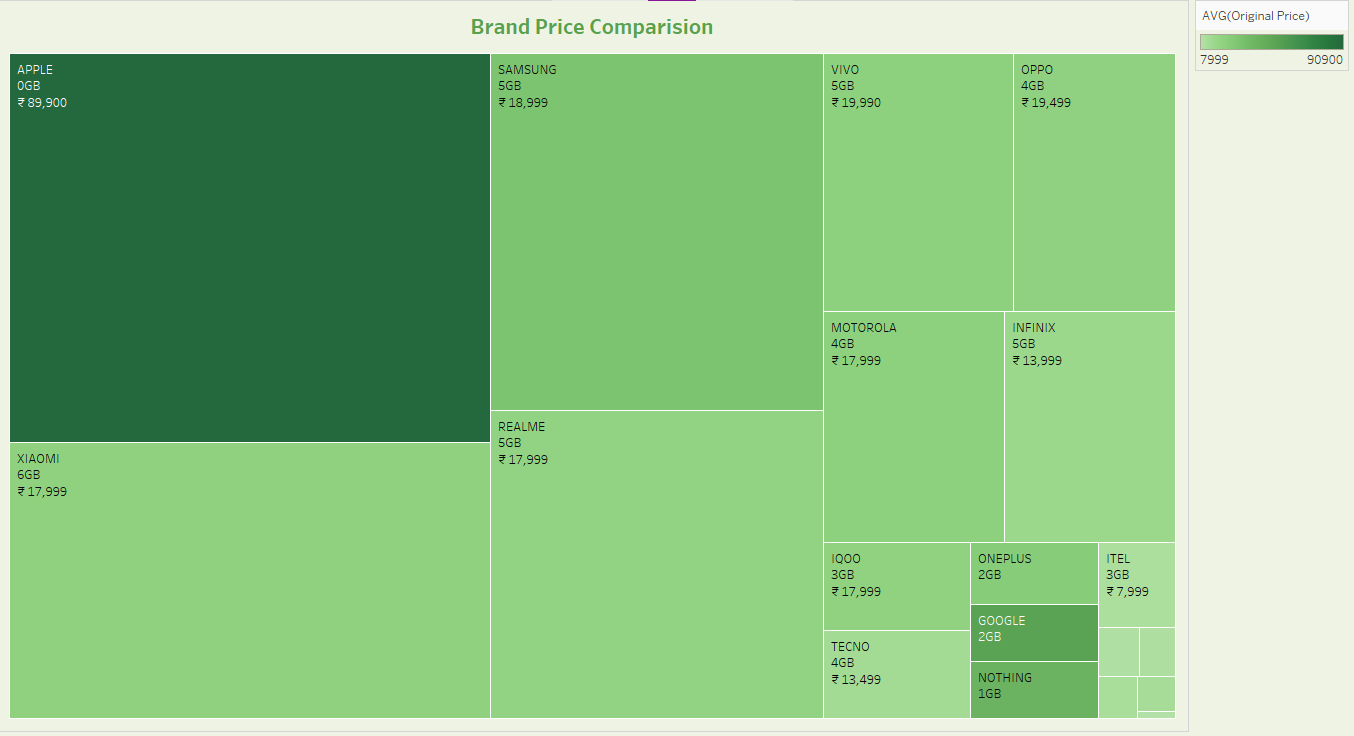 Brand Price Comparision
AVG(Original Price)
7999 90900
APPLE
0GB
₹ 89,900
SAMSUNG
5GB
₹ 18,999
VIVO
5GB
₹ 19,990
OPPO
4GB
₹ 19,499
MOTOROLA
4GB
₹ 17,999
INFINIX
5GB
₹ 13,999
REALME
5GB
₹ 17,999
XIAOMI
6GB
₹ 17,999
IQOO
3GB
₹ 17,999
ONEPLUS
2GB
ITEL
3GB
₹ 7,999
GOOGLE
2GB
TECNO
4GB
₹ 13,499
NOTHING
1GB